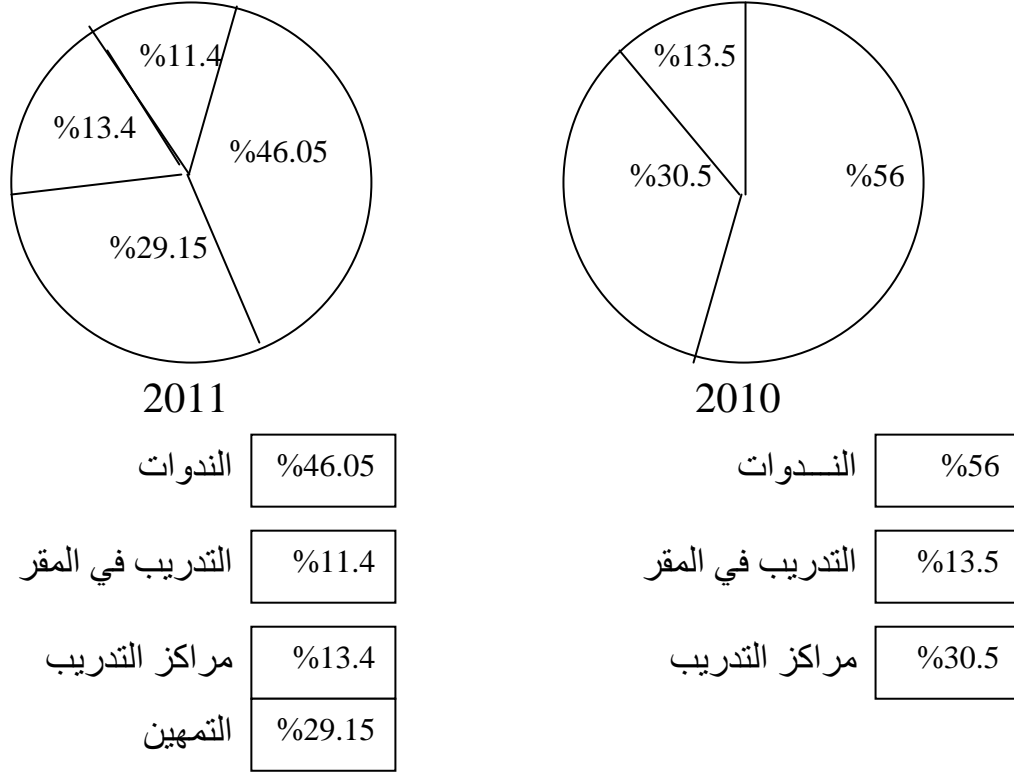 %13.5
%30.5
%56
2010
%56 النـــدوات
%13.5 التدريب في المقر
%30.5 مراكز التدريب
%11.4
%13.4
%46.05
%29.15
2011
%46.05 الندوات
%11.4 التدريب في المقر
%13.4 مراكز التدريب
%29.15 التمهين